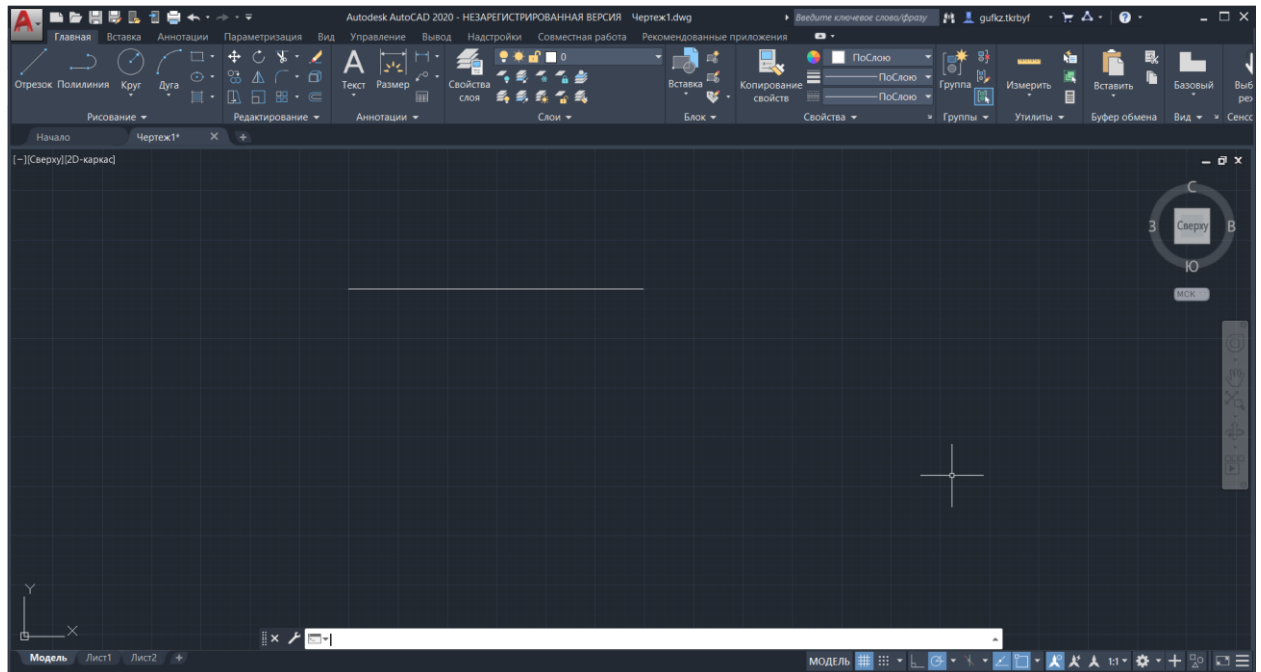 Autodesk AutoCAD 2020 - НЕЗАРЕГИСТРИРОВАННАЯ ВЕРСИЯ Чертеж1.dwg Введите ключевое слово/фразу gufkz.tkrbyf
Главная Вставка Аннотации Параметризация Вид Управление Вывод Надстройки Совместная работа Рекомендованные приложения
Отрезок Полилиния Круг Дуга Текст Размер Свойства слоя 0 Вставка Копирование свойств ПоСлою Группа Измерить Вставить Базовый
ПоСлою
ПоСлою
Рисование Редактирование Аннотации Слои Блок Свойства Группы Утилиты Буфер обмена Вид
Начало Чертеж1* +
[−][Сверху][2D-каркас]
С
З Сверху В
Ю
МСК
Y
X
Модель Лист1 Лист2 + МОДЕЛЬ 1:1